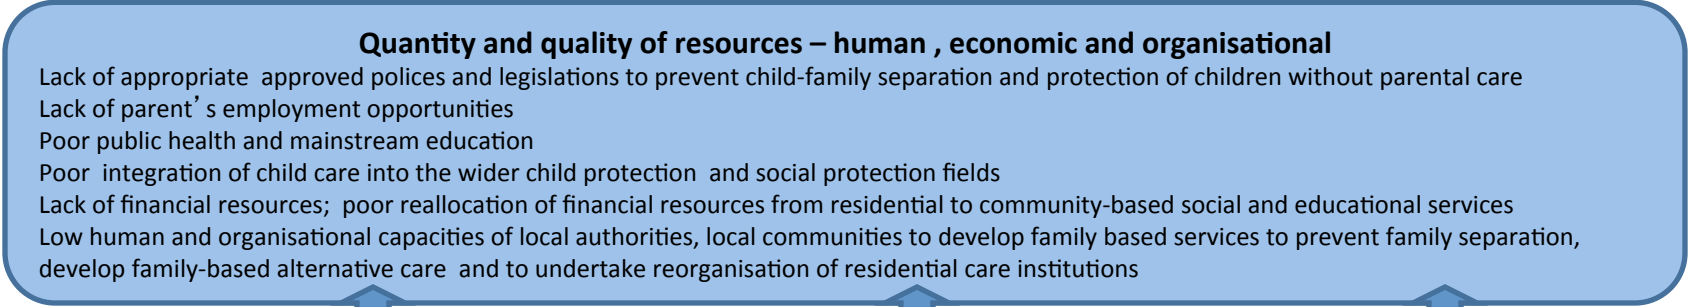 Quantity and quality of resources – human , economic and organisational
Lack of appropriate approved polices and legislations to prevent child-family separation and protection of children without parental care
Lack of parent's employment opportunities
Poor public health and mainstream education
Poor integration of child care into the wider child protection and social protection fields
Lack of financial resources; poor reallocation of financial resources from residential to community-based social and educational services
Low human and organisational capacities of local authorities, local communities to develop family based services to prevent family separation,
develop family-based alternative care and to undertake reorganisation of residential care institutions